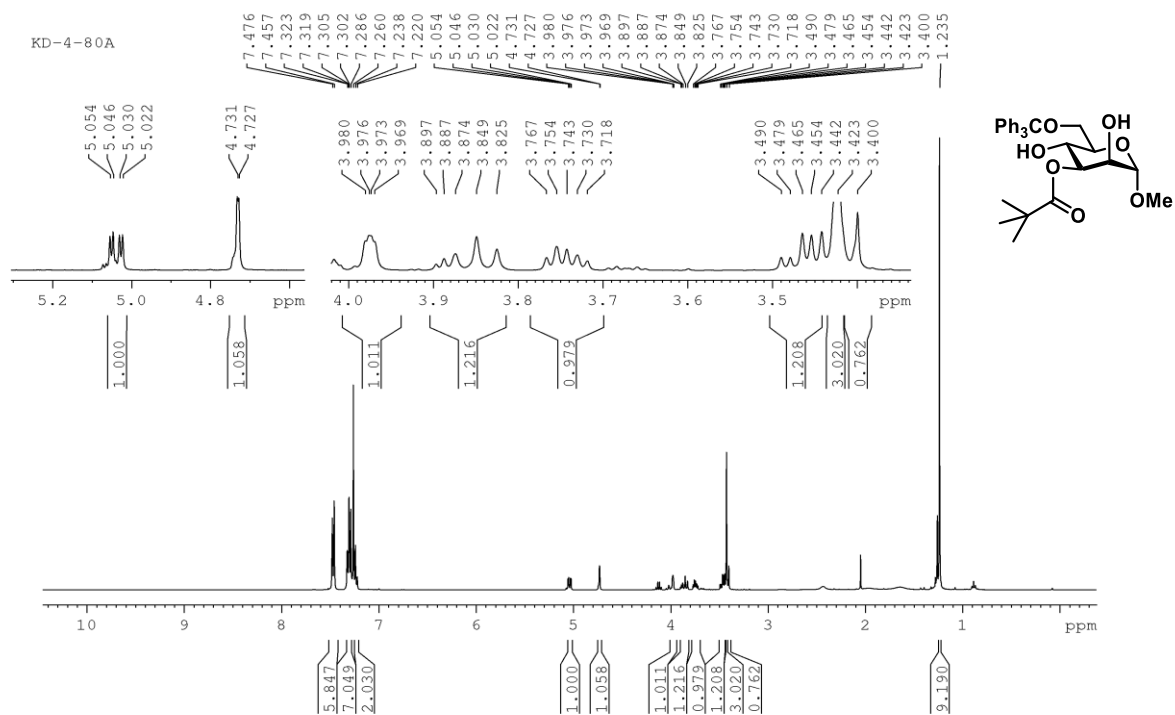 KD-4-80A
7.476 7.457 7.323 7.319 7.305 7.302 7.286 7.260 7.238 7.220 5.054 5.046 5.030 5.022 4.731 4.727 3.980 3.976 3.973 3.969 3.897 3.887 3.874 3.849 3.825 3.767 3.754 3.743 3.730 3.718 3.490 3.479 3.465 3.454 3.442 3.423 3.400 1.235
5.054 5.046 5.030 5.022
4.731 4.727
3.980 3.976 3.973 3.969
3.897 3.887 3.874 3.849 3.825
3.767 3.754 3.743 3.730 3.718
3.490 3.479 3.465 3.454 3.442 3.423 3.400
Ph3CO
OH
HO
O
O
OMe
O
5.2 5.0 4.8 ppm
4.0 3.9 3.8 3.7 3.6 3.5 ppm
1.000 1.058
1.011 1.216 0.979 1.208 3.020 0.762
10 9 8 7 6 5 4 3 2 1 ppm
5.847 7.049 2.030 1.000 1.058 1.011 1.216 0.979 1.208 3.020 0.762 9.190